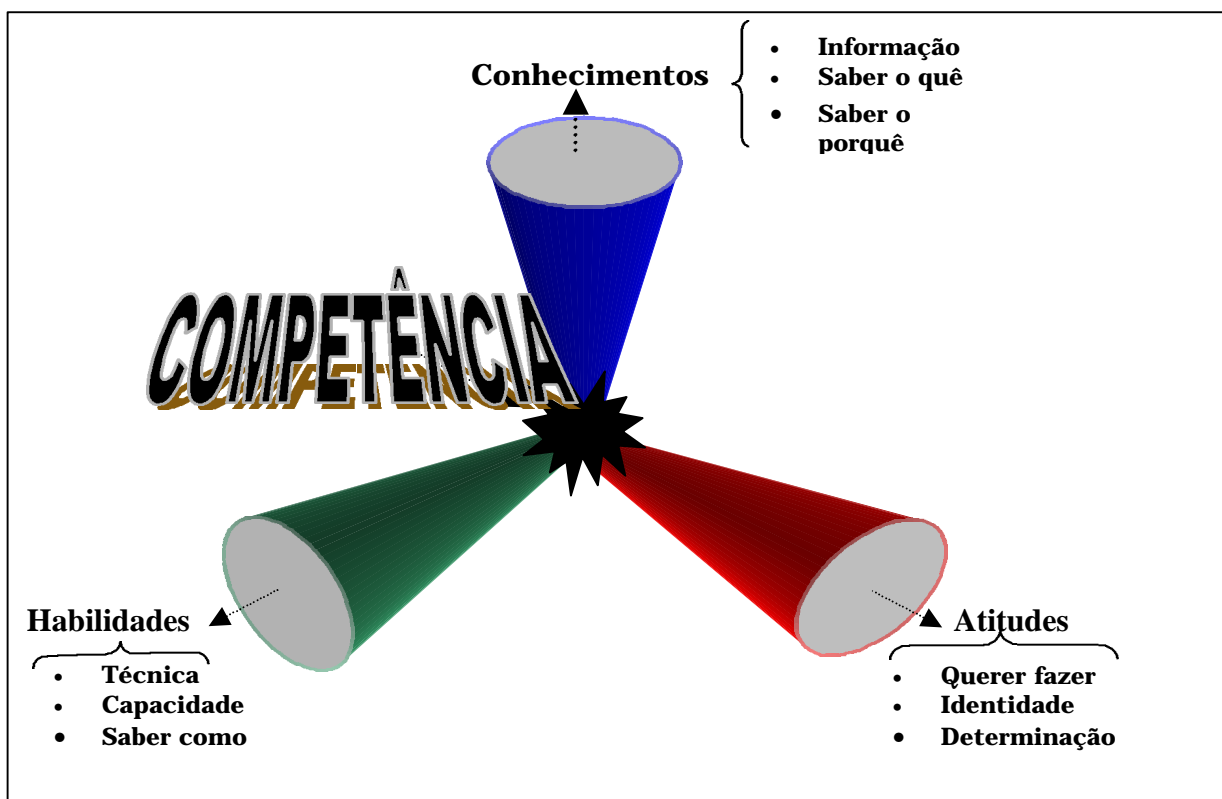 Conhecimentos
• Informação
• Saber o quê
• Saber o
porquê
COMPETÊNCIA
Habilidades
• Técnica
• Capacidade
• Saber como
Atitudes
• Querer fazer
• Identidade
• Determinação